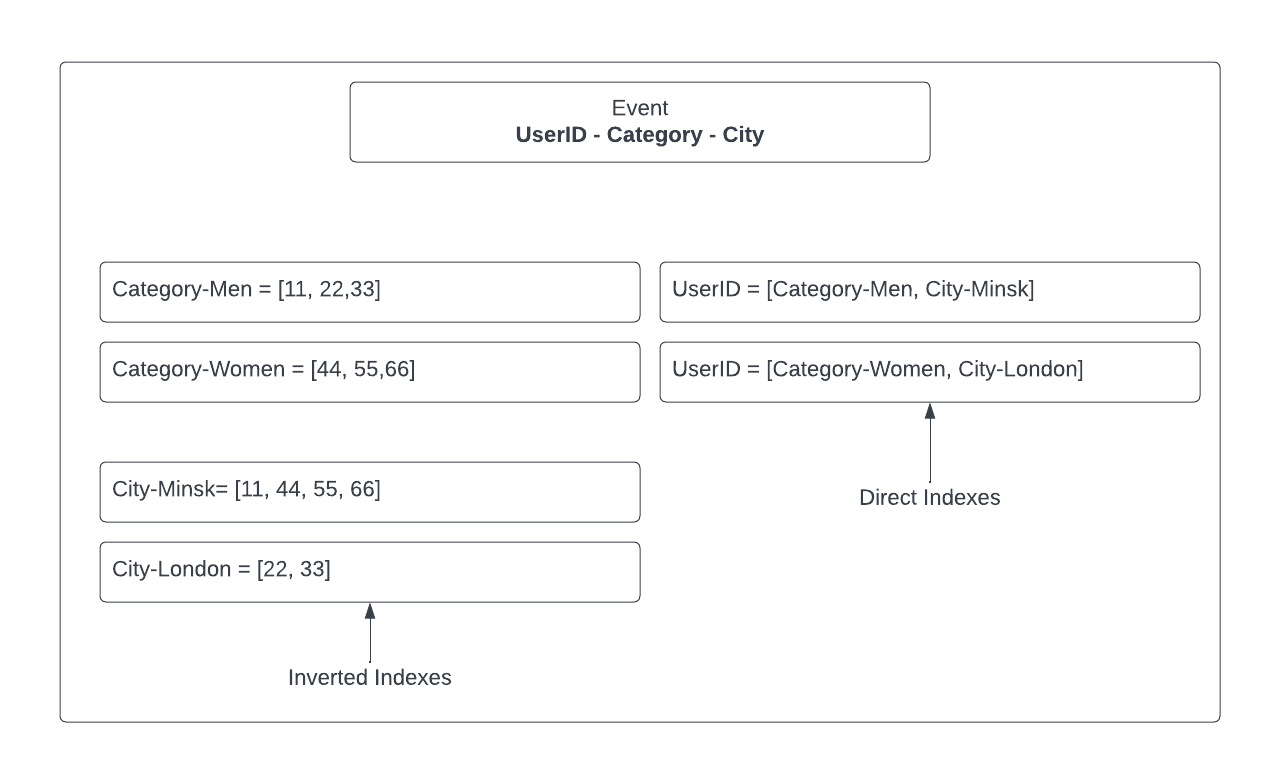 Event
UserID - Category - City
Category-Men = [11, 22,33]
UserID = [Category-Men, City-Minsk]
Category-Women = [44, 55,66]
UserID = [Category-Women, City-London]
City-Minsk= [11, 44, 55, 66]
Direct Indexes
City-London = [22, 33]
Inverted Indexes